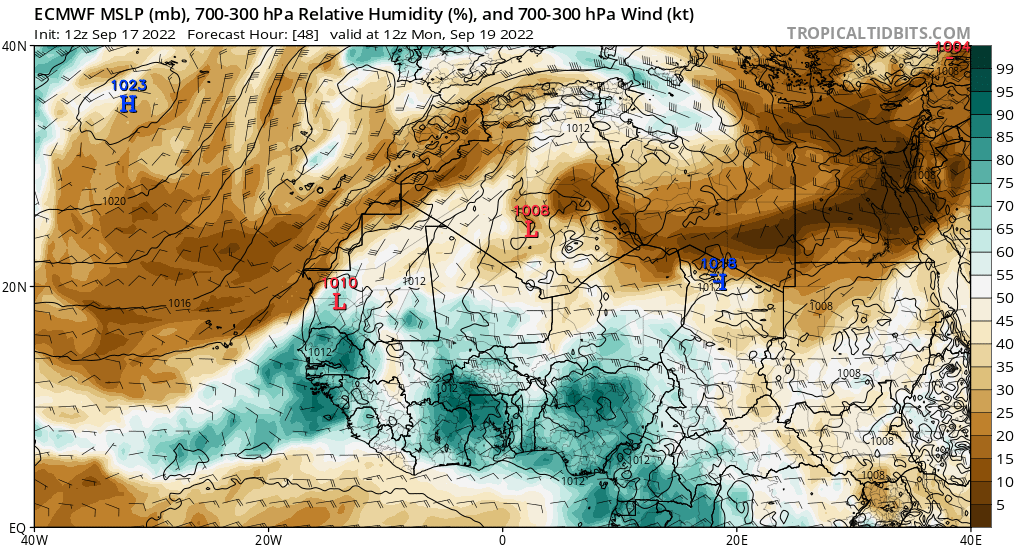 ECMWF MSLP (mb), 700-300 hPa Relative Humidity (%), and 700-300 hPa Wind (kt)
Init: 12z Sep 17 2022 Forecast Hour: [48] valid at 12z Mon, Sep 19 2022
TROPICALTIDBITS.COM
40N
1004
1008
99
1023
H
95
90
1012
85
80
1008
75
1020
70
1008
L
65
60
1018
H
55
1010
L
1012
1012
20N
50
1016
1008
45
40
1012
35
1008
30
1012
25
20
1008
1012
15
1008
1012
10
5
EQ
40W
20W
0
20E
40E